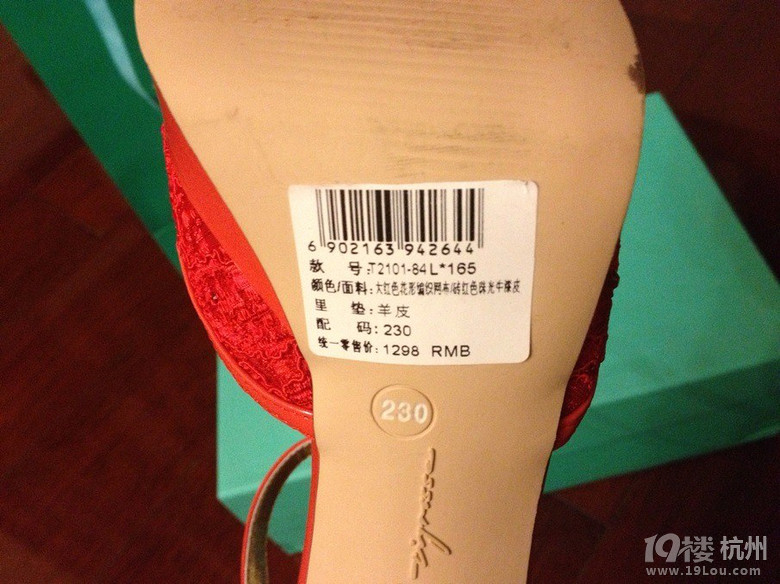 6 902163 942644
款 号:T2101-84L*165
颜色/面料:大红色花形编织网布/砖红色珠光牛漆皮
里 垫:羊皮
配 码:230
统一零售价:1298 RMB
230
19楼 杭州
www.19Lou.com